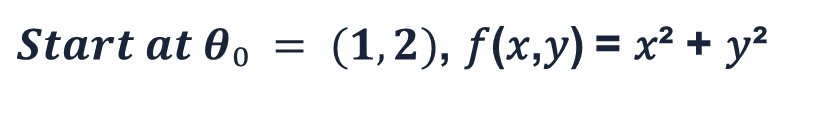 Start at θ₀ = (1, 2), f(x,y) = x² + y²